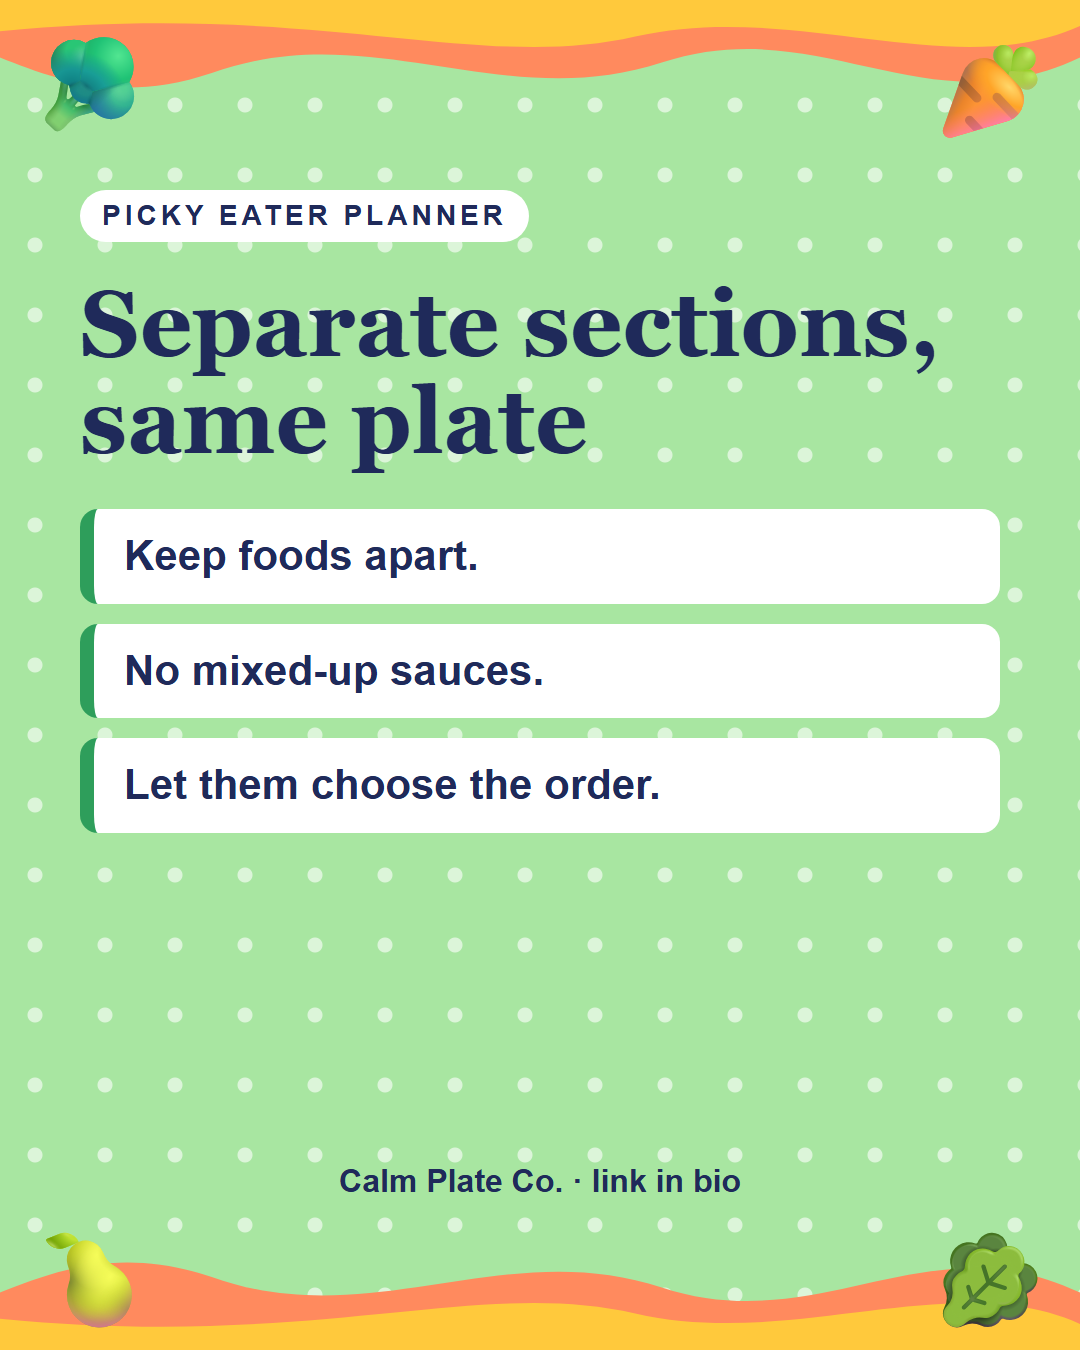 PICKY EATER PLANNER
Separate sections,
same plate
Keep foods apart.
No mixed-up sauces.
Let them choose the order.
Calm Plate Co. · link in bio